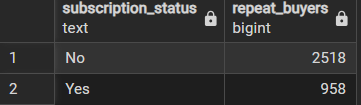 subscription_status repeat_buyers
text bigint
1 No 2518
2 Yes 958